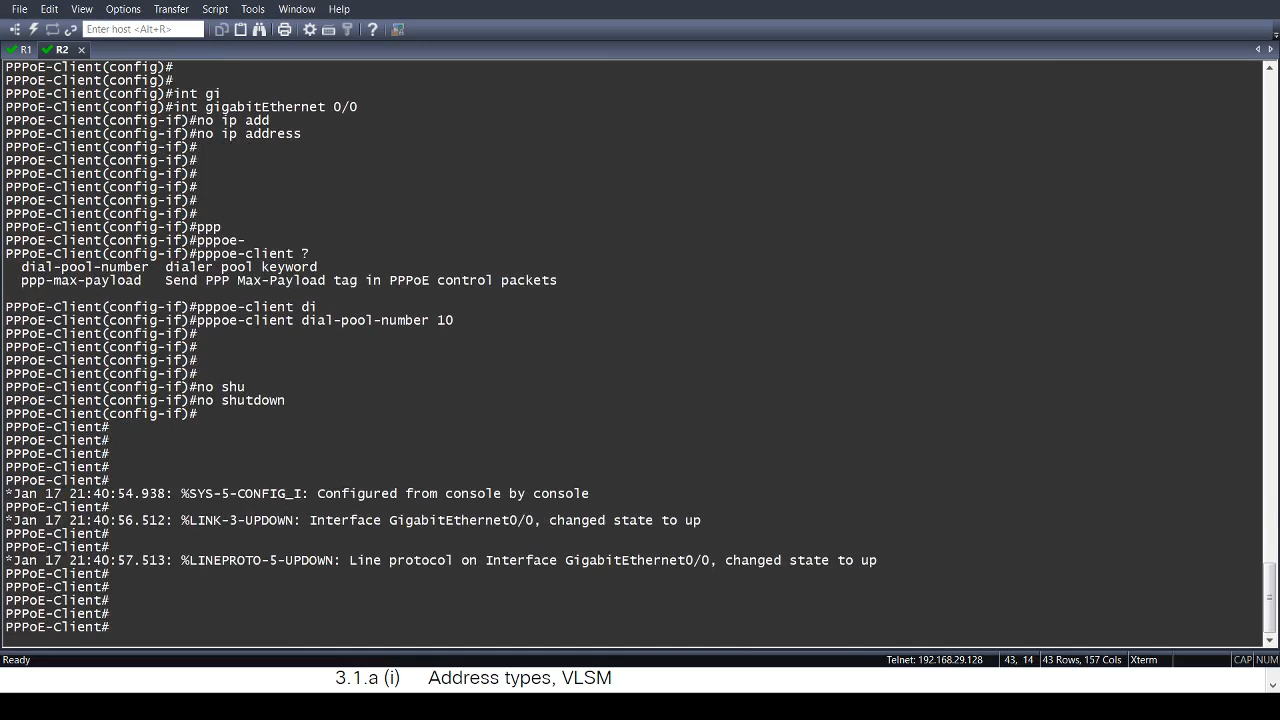 File Edit View Options Transfer Script Tools Window Help
Enter host <Alt+R>
R1 R2
PPPoE-Client(config)#
PPPoE-Client(config)#
PPPoE-Client(config)#int gi
PPPoE-Client(config)#int gigabitEthernet 0/0
PPPoE-Client(config-if)#no ip add
PPPoE-Client(config-if)#no ip address
PPPoE-Client(config-if)#
PPPoE-Client(config-if)#
PPPoE-Client(config-if)#
PPPoE-Client(config-if)#
PPPoE-Client(config-if)#
PPPoE-Client(config-if)#
PPPoE-Client(config-if)#ppp
PPPoE-Client(config-if)#pppoe-
PPPoE-Client(config-if)#pppoe-client ?
dial-pool-number dialer pool keyword
ppp-max-payload Send PPP Max-Payload tag in PPPoE control packets
PPPoE-Client(config-if)#pppoe-client di
PPPoE-Client(config-if)#pppoe-client dial-pool-number 10
PPPoE-Client(config-if)#
PPPoE-Client(config-if)#
PPPoE-Client(config-if)#
PPPoE-Client(config-if)#
PPPoE-Client(config-if)#no shu
PPPoE-Client(config-if)#no shutdown
PPPoE-Client(config-if)#
PPPoE-Client#
PPPoE-Client#
PPPoE-Client#
PPPoE-Client#
PPPoE-Client#
*Jan 17 21:40:54.938: %SYS-5-CONFIG_I: Configured from console by console
PPPoE-Client#
*Jan 17 21:40:56.512: %LINK-3-UPDOWN: Interface GigabitEthernet0/0, changed state to up
PPPoE-Client#
PPPoE-Client#
*Jan 17 21:40:57.513: %LINEPROTO-5-UPDOWN: Line protocol on Interface GigabitEthernet0/0, changed state to up
PPPoE-Client#
PPPoE-Client#
PPPoE-Client#
PPPoE-Client#
PPPoE-Client#
Ready Telnet: 192.168.29.128 43, 14 43 Rows, 157 Cols Xterm CAP NUM
3.1.a (i) Address types, VLSM